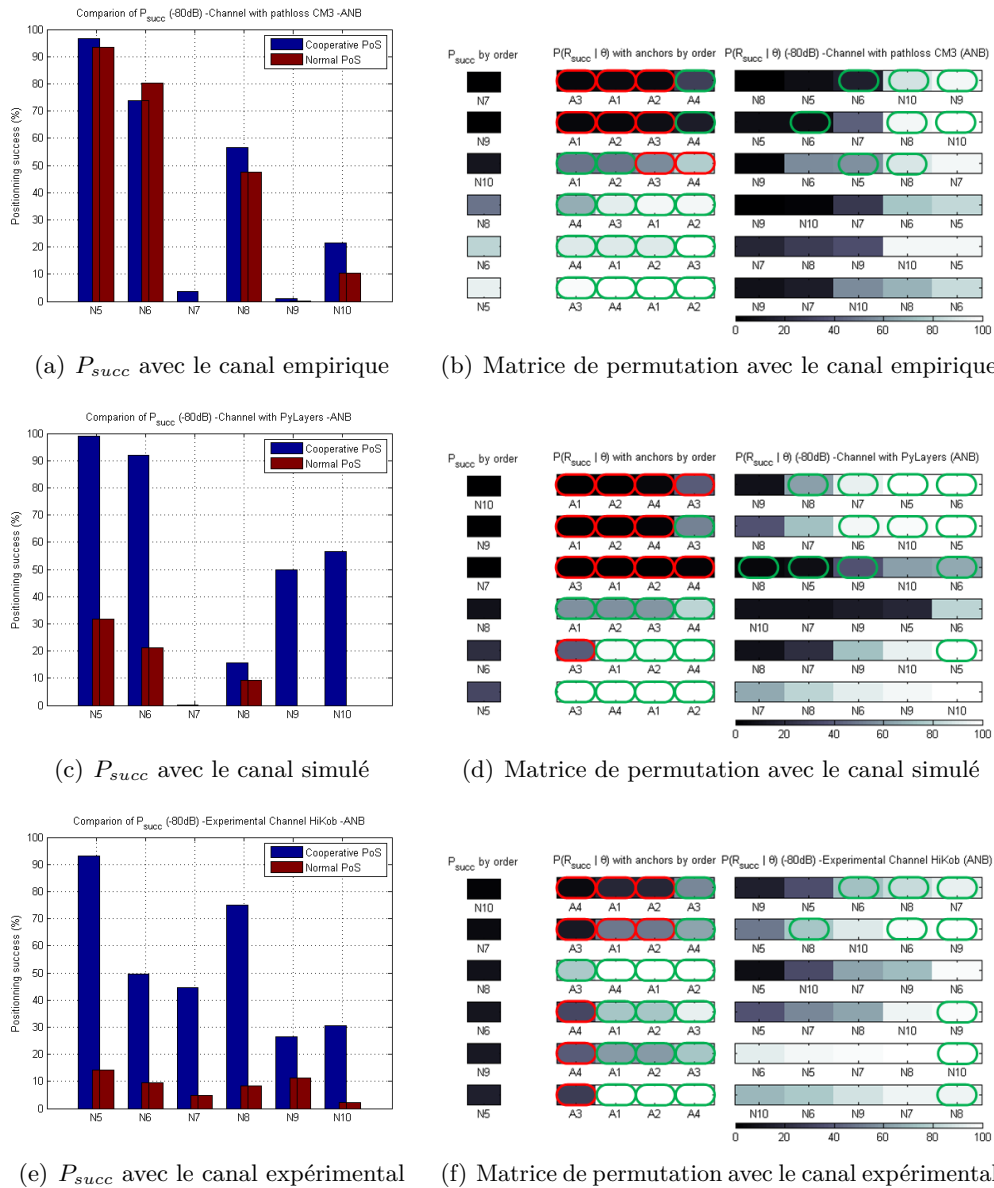 Comparion of P_succ (-80dB) -Channel with pathloss CM3 -ANB
Cooperative PoS
Normal PoS
Positionning success (%)
100
90
80
70
60
50
40
30
20
10
0
N5 N6 N7 N8 N9 N10
(a) P_succ avec le canal empirique
P_succ by order
P(R_succ | θ) with anchors by order
P(R_succ | θ) (-80dB) -Channel with pathloss CM3 (ANB)
N7 A3 A1 A2 A4 N8 N5 N6 N10 N9
N9 A1 A3 A2 A4 N5 N6 N7 N8 N10
N10 A1 A2 A3 A4 N9 N6 N5 N8 N7
N8 A4 A3 A1 A2 N9 N10 N7 N6 N5
N6 A4 A1 A2 A3 N7 N8 N9 N10 N5
N5 A3 A4 A1 A2 N9 N7 N10 N8 N6
0 20 40 60 80 100
(b) Matrice de permutation avec le canal empirique
Comparion of P_succ (-80dB) -Channel with PyLayers -ANB
Cooperative PoS
Normal PoS
Positionning success (%)
100
90
80
70
60
50
40
30
20
10
0
N5 N6 N7 N8 N9 N10
(c) P_succ avec le canal simulé
P_succ by order
P(R_succ | θ) with anchors by order
P(R_succ | θ) (-80dB) -Channel with PyLayers (ANB)
N10 A1 A2 A4 A3 N9 N8 N7 N5 N6
N9 A1 A2 A4 A3 N8 N7 N6 N10 N5
N7 A3 A1 A2 A4 N8 N5 N9 N10 N6
N8 A1 A2 A3 A4 N10 N7 N9 N5 N6
N6 A3 A1 A2 A4 N8 N7 N9 N10 N5
N5 A3 A4 A1 A2 N7 N8 N6 N9 N10
0 20 40 60 80 100
(d) Matrice de permutation avec le canal simulé
Comparion of P_succ (-80dB) -Experimental Channel HiKob -ANB
Cooperative PoS
Normal PoS
Positionning success (%)
100
90
80
70
60
50
40
30
20
10
0
N5 N6 N7 N8 N9 N10
(e) P_succ avec le canal expérimental
P_succ by order
P(R_succ | θ) with anchors by order
P(R_succ | θ) (-80dB) -Experimental Channel HiKob (ANB)
N10 A4 A1 A2 A3 N9 N5 N6 N8 N7
N7 A3 A1 A2 A4 N5 N8 N10 N6 N9
N8 A3 A4 A1 A2 N5 N10 N7 N9 N6
N6 A4 A1 A2 A3 N5 N7 N8 N10 N9
N9 A4 A1 A2 A3 N6 N5 N7 N8 N10
N5 A3 A1 A2 A4 N10 N6 N9 N7 N8
0 20 40 60 80 100
(f) Matrice de permutation avec le canal expérimental